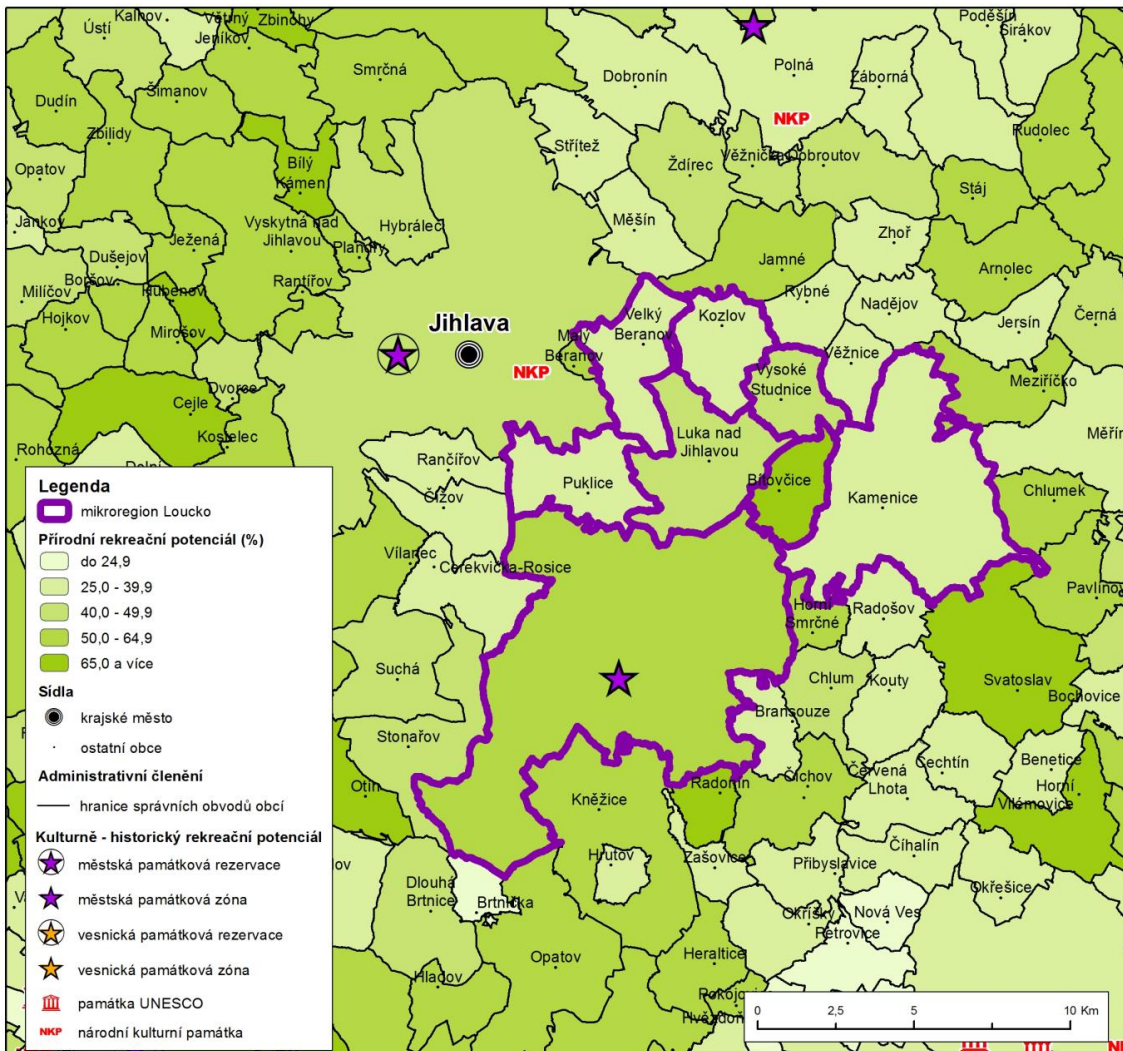 Kalhov
Ústí
Větrný
Jeníkov
Zbinohy
Smrčná
Dudín
Šimanov
Zbilidy
Opatov
Bílý
Kámen
Jankov
Dušejov
Ježená
Vyskytná nad
Jihlavou
Plandry
Hybrálec
Milíčov
Boršov
Hubenov
Rantířov
Hojkov
Mirošov
Dvorce
Cejle
Kostelec
Rohozná
Dolní
Dobronín
Polná
NKP
Záborná
Poděšín
Sirákov
Střítež
Ždírec
Věžnička
Dobroutov
Rudolec
Stáj
Měšín
Jamné
Zhoř
Arnolec
Rybné
Nadějov
Jersín
Černá
Jihlava
NKP
Malý
Beranov
Velký
Beranov
Kozlov
Vysoké
Studnice
Věžnice
Meziříčko
Měřín
Rančířov
Čížov
Puklice
Luka nad
Jihlavou
Bítovčice
Kamenice
Chlumek
Vílanec
Cerekvička-Rosice
Pavlínov
Horní
Smrčné
Radošov
Suchá
Chlum
Kouty
Svatoslav
Bochovice
Stonařov
Bransouze
Otín
Kněžice
Radonín
Číchov
Červená
Lhota
Čechtín
Benetice
Horní
Vilémovice
Hrutov
Zašovice
Přibyslavice
Číhalín
Okřešice
Dlouhá
Brtnice
Brtnička
Okříšky
Nová Ves
Petrovice
Hladov
Opatov
Heraltice
Legenda
mikroregion Loucko
Přírodní rekreační potenciál (%)
do 24,9
25,0 - 39,9
40,0 - 49,9
50,0 - 64,9
65,0 a více
Sídla
krajské město
ostatní obce
Administrativní členění
hranice správních obvodů obcí
Kulturně - historický rekreační potenciál
městská památková rezervace
městská památková zóna
vesnická památková rezervace
vesnická památková zóna
památka UNESCO
NKP národní kulturní památka
0 2,5 5 10 Km